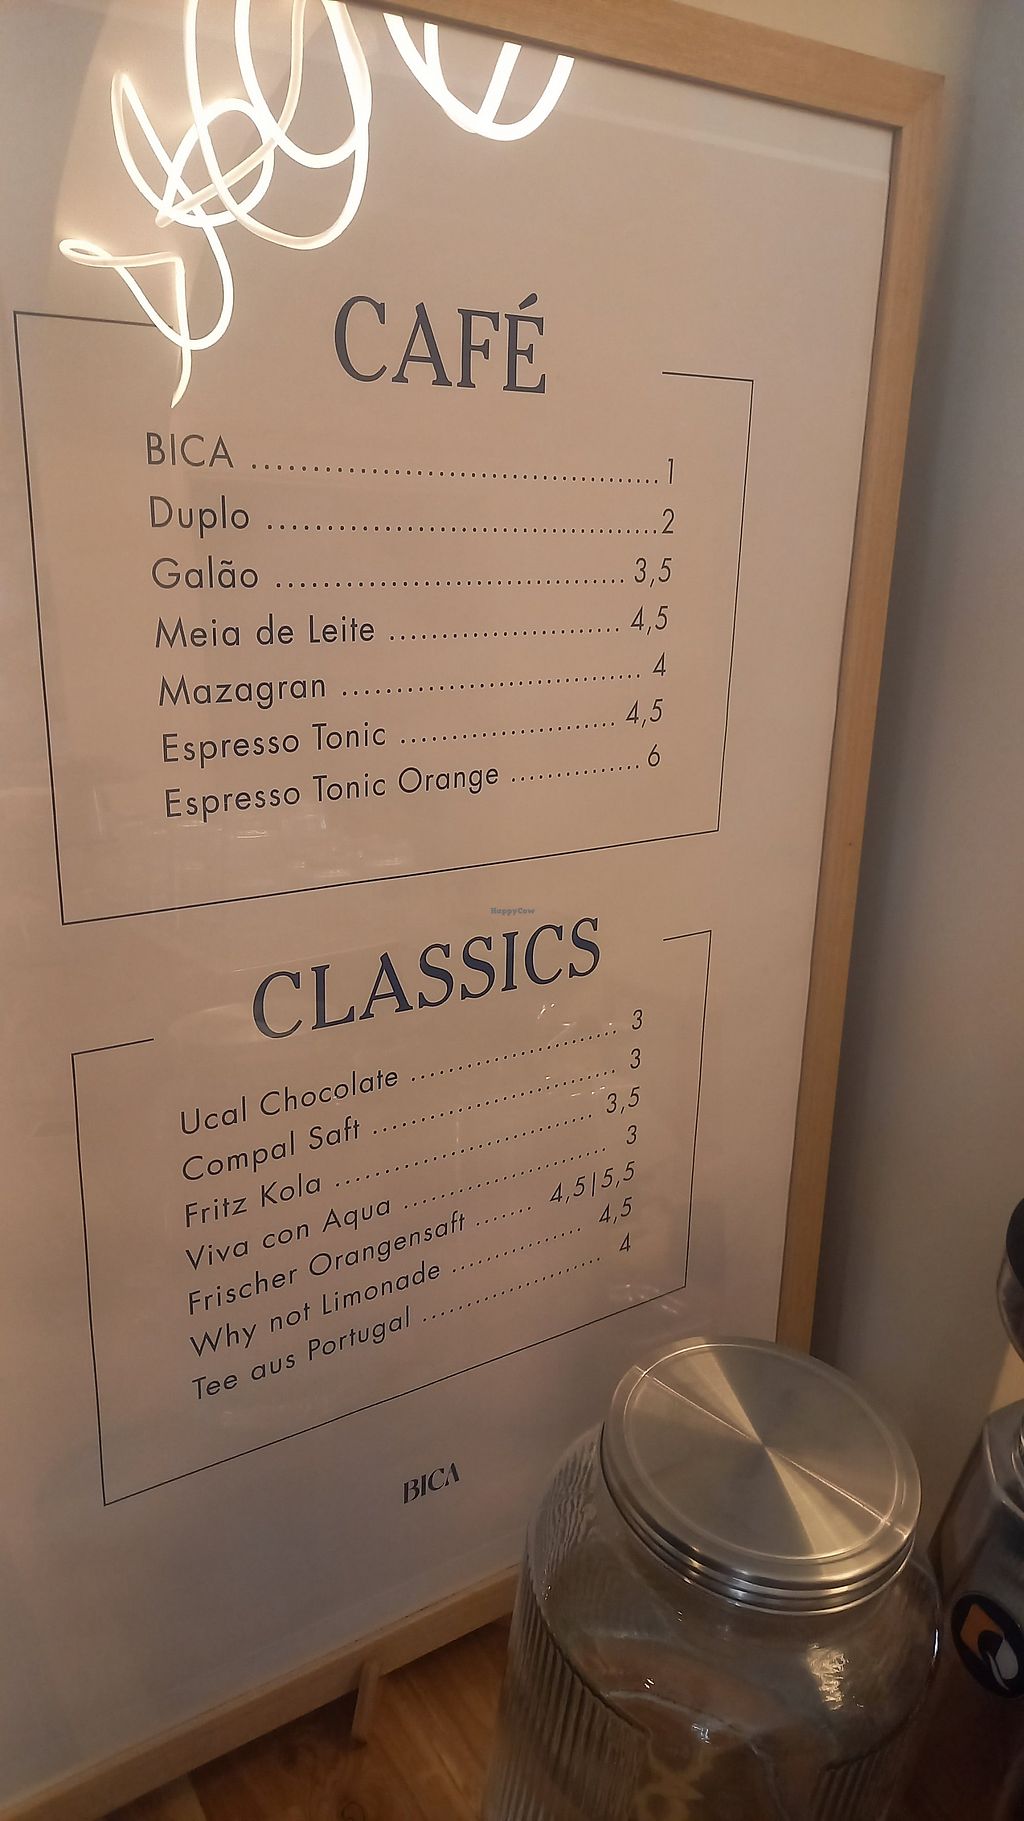 CAFÉ
BICA ........................................ 1
Duplo ...................................... 2
Galão .................................. 3,5
Meia de Leite ........................ 4,5
Mazagran ............................. 4
Espresso Tonic ...................... 4,5
Espresso Tonic Orange ............... 6
HappyCow
CLASSICS
Ucal Chocolate ........................ 3
Compal Saft ............................ 3
Fritz Kola .............................. 3,5
Viva con Aqua ........................ 3
Frischer Orangensaft ....... 4,5|5,5
Why not Limonade ................ 4,5
Tee aus Portugal ...................... 4
BICA